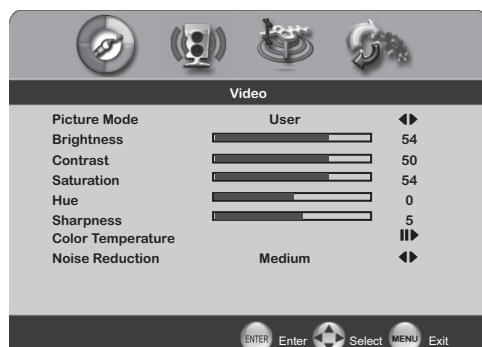 Video
Picture Mode User
Brightness 54
Contrast 50
Saturation 54
Hue 0
Sharpness 5
Color Temperature
Noise Reduction Medium
ENTER Enter Select MENU Exit